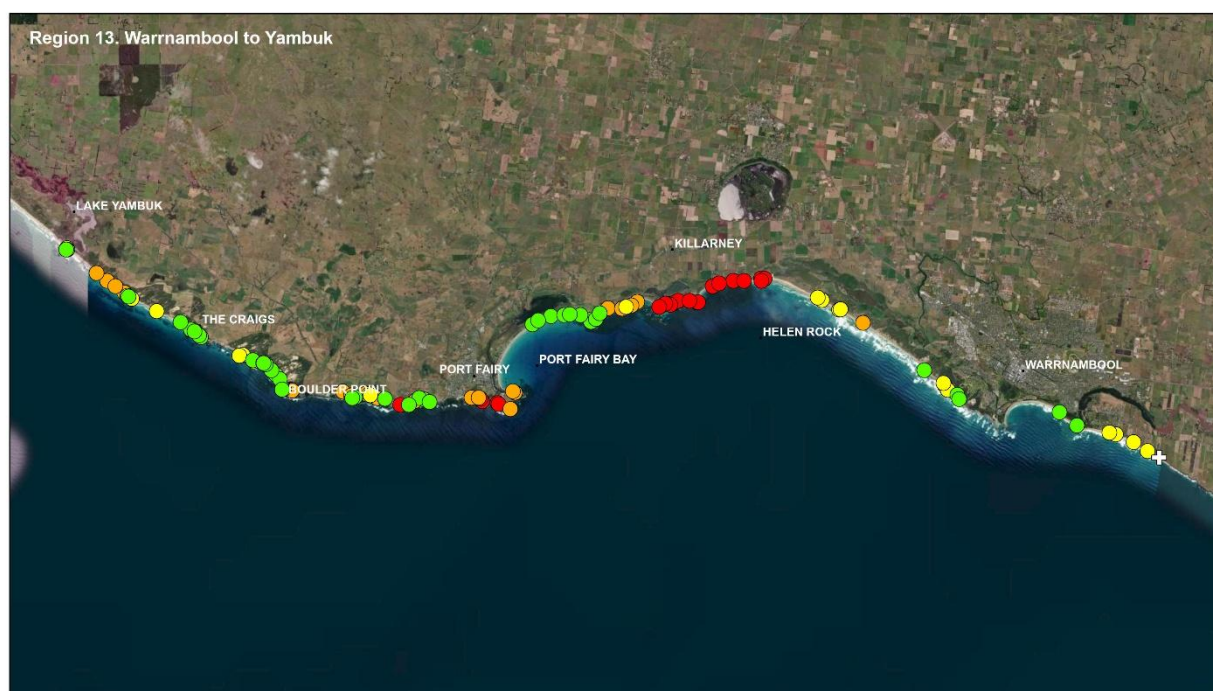 Region 13. Warrnambool to Yambuk
LAKE YAMBUK
KILLARNEY
THE CRAIGS
HELEN ROCK
PORT FAIRY BAY
PORT FAIRY
WARRNAMBOOL
BOULDER POINT